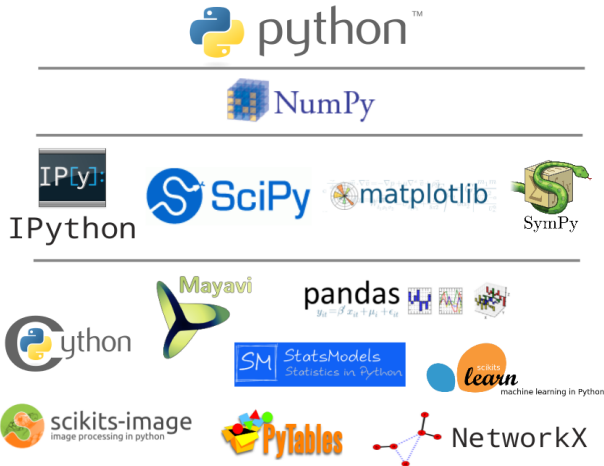 python™
NumPy
IP[y]:
IPython
SciPy
matplotlib
SymPy
Mayavi
pandas
Cython
SM StatsModels
Statistics in Python
scikits
learn
machine learning in Python
scikits-image
image processing in python
PyTables
NetworkX